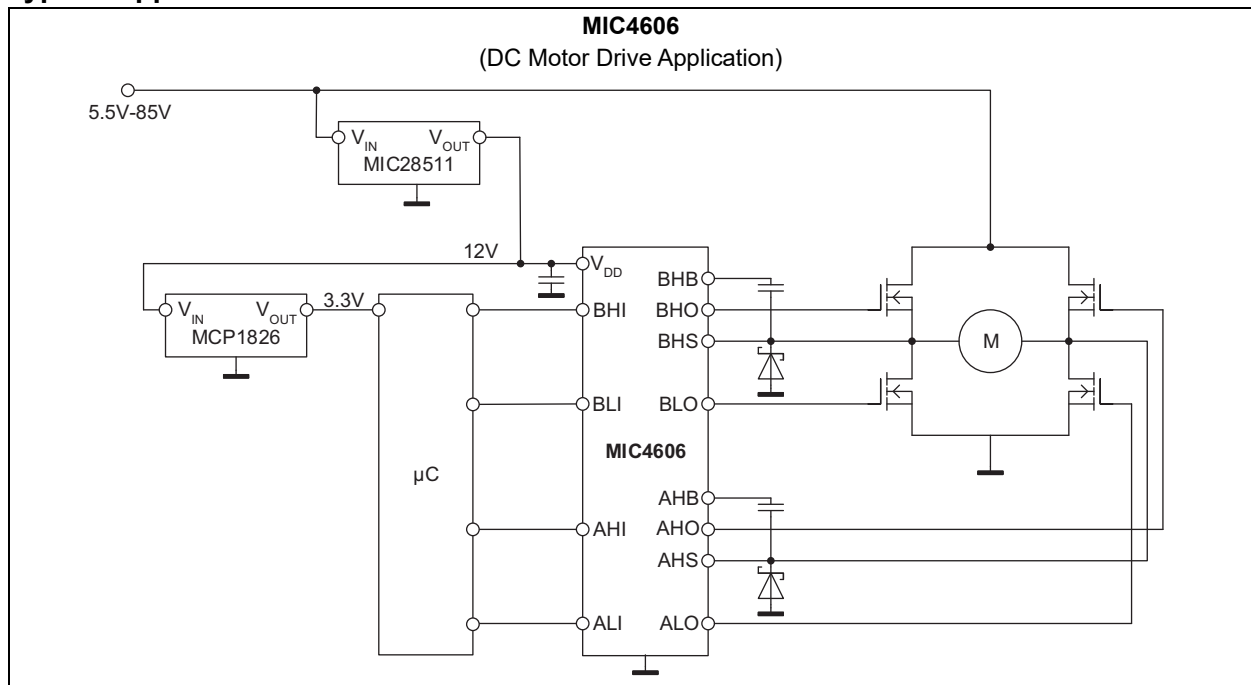 MIC4606
(DC Motor Drive Application)
5.5V-85V
VIN VOUT
MIC28511
12V
VDD
VIN VOUT
MCP1826
3.3V
µC
BHI
BLI
MIC4606
AHI
ALI
BHB
BHO
BHS
BLO
AHB
AHO
AHS
ALO
M